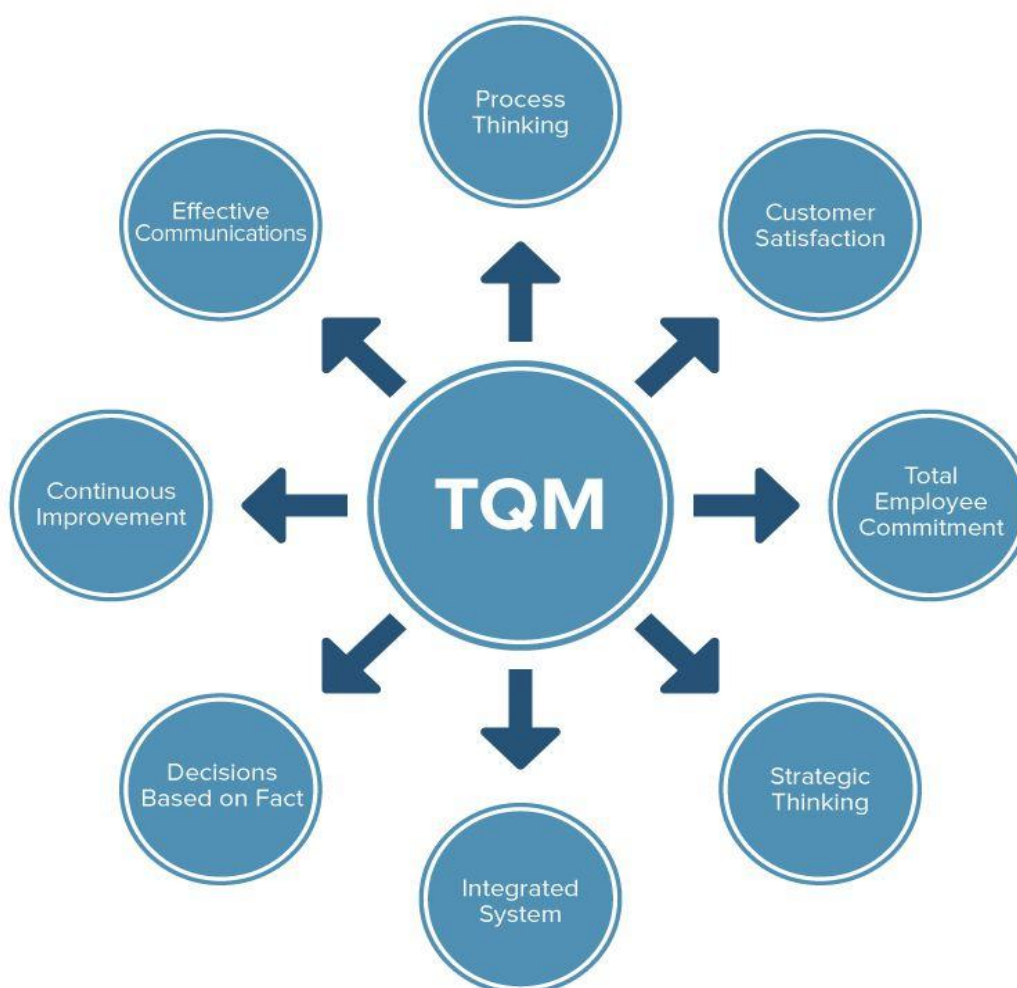 Process
Thinking
Customer
Satisfaction
Total
Employee
Commitment
Strategic
Thinking
Integrated
System
Decisions
Based on Fact
Continuous
Improvement
Effective
Communications
TQM